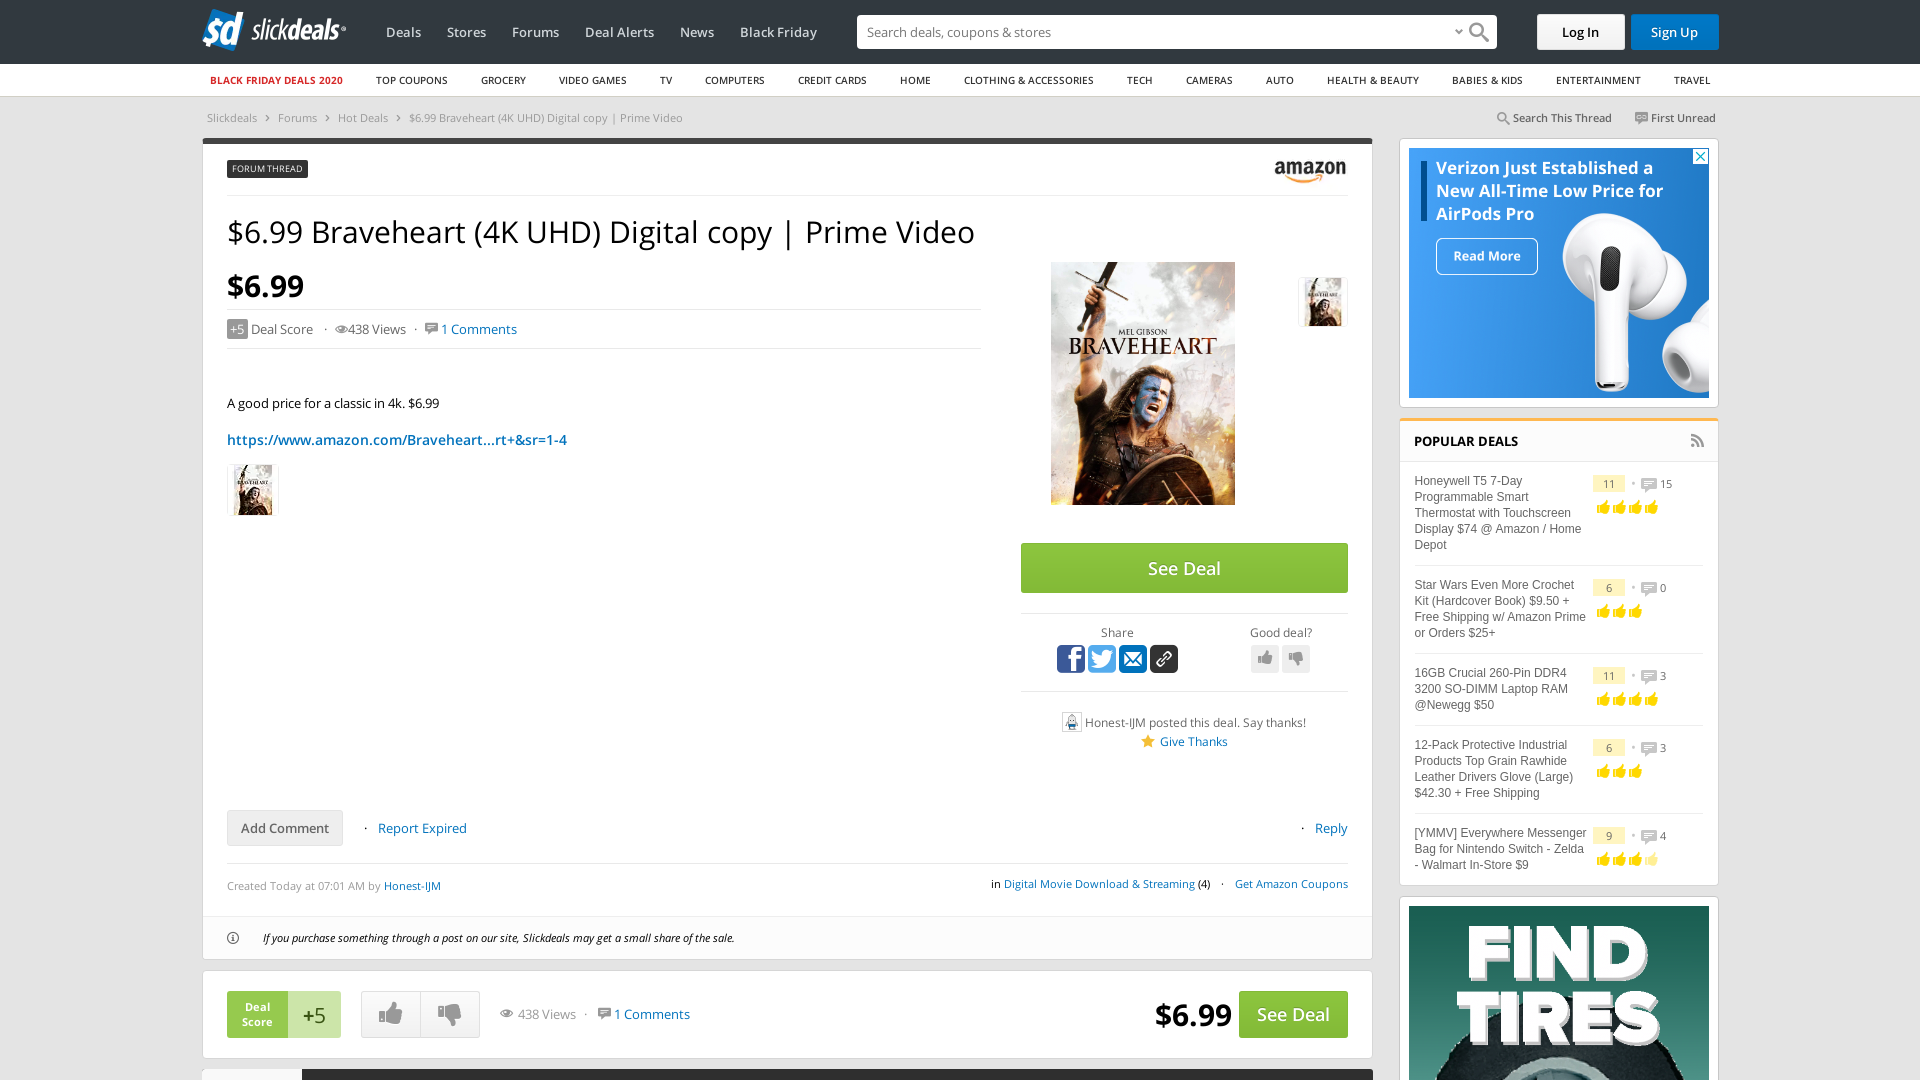 sd slickdeals
Deals
Stores
Forums
Deal Alerts
News
Black Friday
Search deals, coupons & stores
Log In
Sign Up
BLACK FRIDAY DEALS 2020
TOP COUPONS
GROCERY
VIDEO GAMES
TV
COMPUTERS
CREDIT CARDS
HOME
CLOTHING & ACCESSORIES
TECH
CAMERAS
AUTO
HEALTH & BEAUTY
BABIES & KIDS
ENTERTAINMENT
TRAVEL
Slickdeals > Forums > Hot Deals > $6.99 Braveheart (4K UHD) Digital copy | Prime Video
Search This Thread
First Unread
FORUM THREAD
amazon
$6.99 Braveheart (4K UHD) Digital copy | Prime Video
$6.99
+5 Deal Score · 438 Views · 1 Comments
A good price for a classic in 4k. $6.99
https://www.amazon.com/Braveheart...rt+&sr=1-4
BRAVEHEART
MEL GIBSON
BRAVEHEART
BRAVEHEART
See Deal
Share
Good deal?
Honest-IJM posted this deal. Say thanks!
Give Thanks
Add Comment
· Report Expired
· Reply
Created Today at 07:01 AM by Honest-IJM
in Digital Movie Download & Streaming (4) · Get Amazon Coupons
If you purchase something through a post on our site, Slickdeals may get a small share of the sale.
Deal
Score
+5
438 Views · 1 Comments
$6.99
See Deal
Verizon Just Established a
New All-Time Low Price for
AirPods Pro
Read More
POPULAR DEALS
Honeywell T5 7-Day
Programmable Smart
Thermostat with Touchscreen
Display $74 @ Amazon / Home
Depot
11 • 15
Star Wars Even More Crochet
Kit (Hardcover Book) $9.50 +
Free Shipping w/ Amazon Prime
or Orders $25+
6 • 0
16GB Crucial 260-Pin DDR4
3200 SO-DIMM Laptop RAM
@Newegg $50
11 • 3
12-Pack Protective Industrial
Products Top Grain Rawhide
Leather Drivers Glove (Large)
$42.30 + Free Shipping
6 • 3
[YMMV] Everywhere Messenger
Bag for Nintendo Switch - Zelda
- Walmart In-Store $9
9 • 4
FIND
TIRES